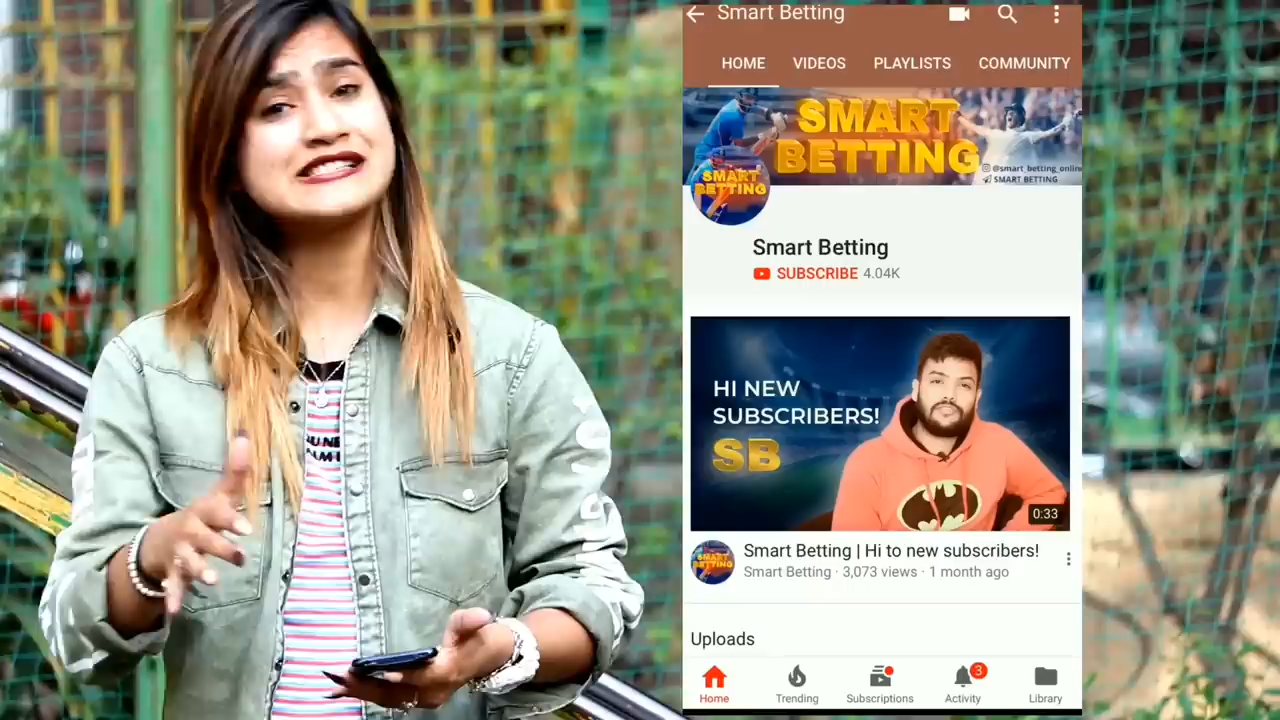 Smart Betting
HOME VIDEOS PLAYLISTS COMMUNITY
SMART
BETTING
@smart_betting_online
SMART BETTING
SMART
BETTING
Smart Betting
SUBSCRIBE 4.04K
HI NEW
SUBSCRIBERS!
SB
0:33
Smart Betting | Hi to new subscribers!
Smart Betting · 3,073 views · 1 month ago
SMART
BETTING
Uploads
3
Home Trending Subscriptions Activity Library